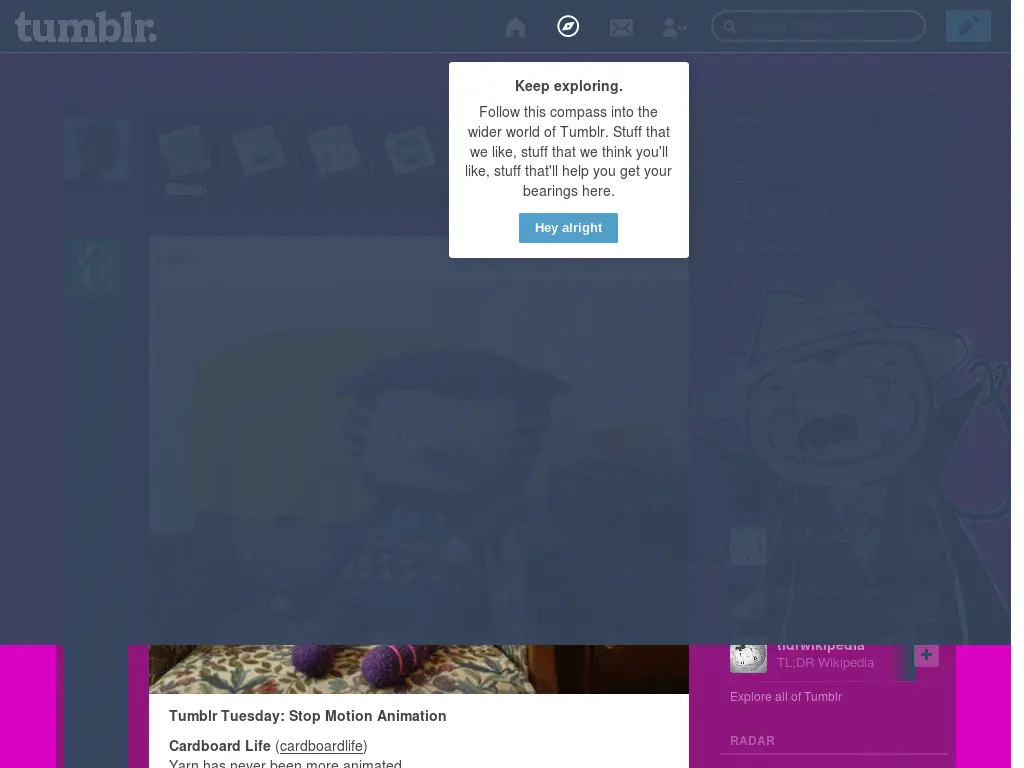 tumblr.
Keep exploring.
Follow this compass into the
wider world of Tumblr. Stuff that
we like, stuff that we think you'll
like, stuff that'll help you get your
bearings here.
Hey alright
tldrwikipedia
TL;DR Wikipedia
Explore all of Tumblr
RADAR
Tumblr Tuesday: Stop Motion Animation
Cardboard Life (cardboardlife)
Yarn has never been more animated.